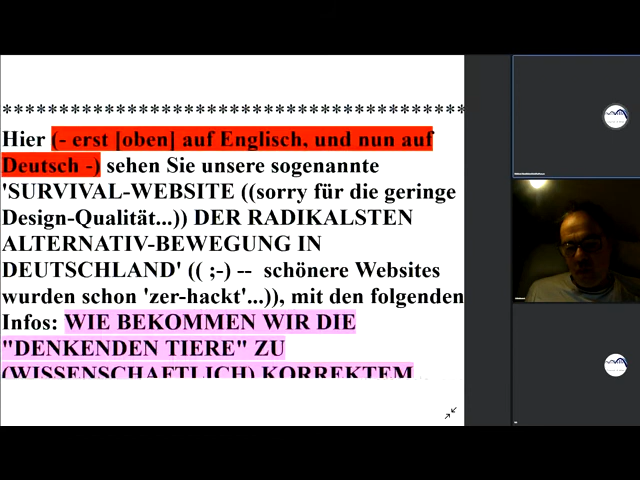 ****************************************
Hier (- erst [oben] auf Englisch, und nun auf
Deutsch -) sehen Sie unsere sogenannte
'SURVIVAL-WEBSITE ((sorry für die geringe
Design-Qualität...)) DER RADIKALSTEN
ALTERNATIV-BEWEGUNG IN
DEUTSCHLAND' (( ;-) -- schönere Websites
wurden schon 'zer-hackt'...)), mit den folgenden
Infos: WIE BEKOMMEN WIR DIE
"DENKENDEN TIERE" ZU
(WISSENSCHAFTLICH) KORREKTEM